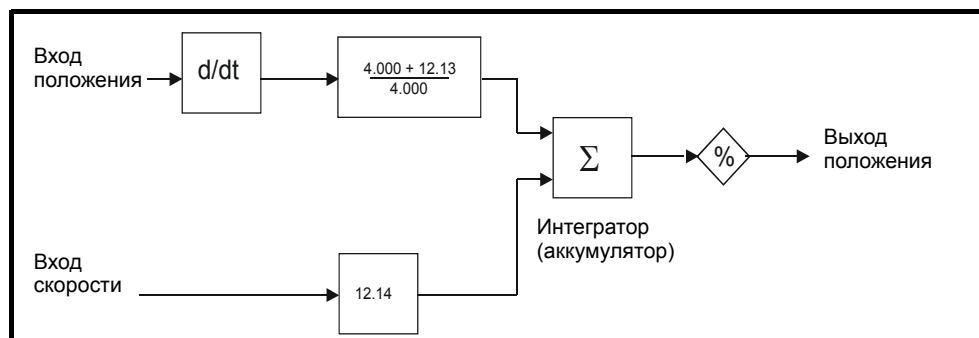 Вход
положения
d/dt
4.000 + 12.13
4.000
Σ
%
Выход
положения
Интегратор
(аккумулятор)
Вход
скорости
12.14